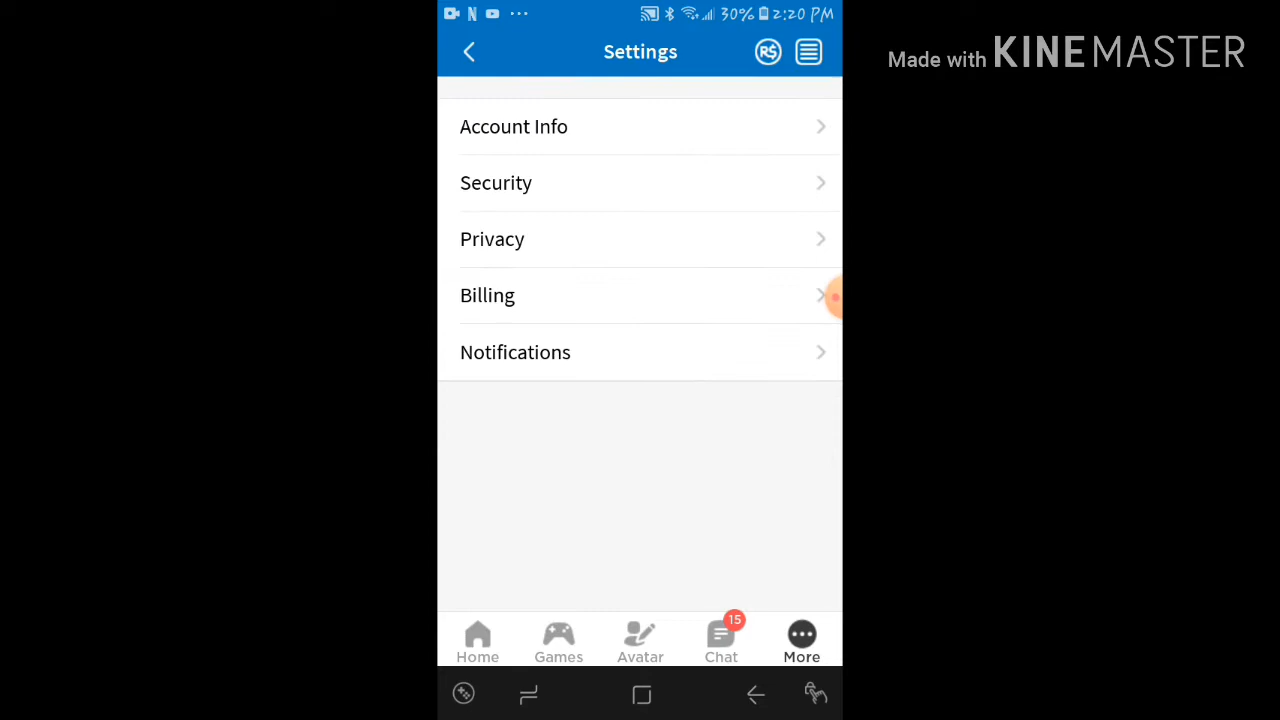 30% 2:20 PM
Settings
R$
Made with KINEMASTER
Account Info
Security
Privacy
Billing
Notifications
15
Home Games Avatar Chat More